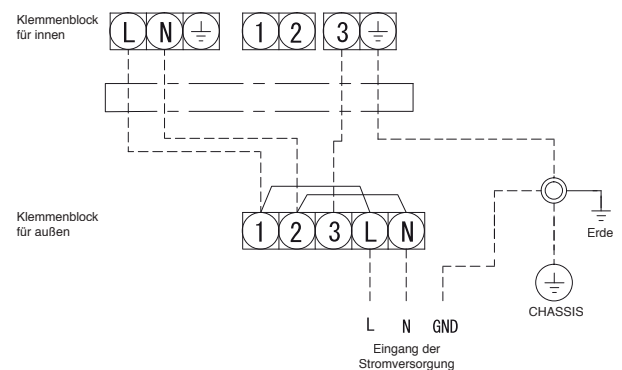 Klemmenblock
für innen
L N 1 2 3
Klemmenblock
für außen
1 2 3 L N
Erde
CHASSIS
L N GND
Eingang der
Stromversorgung